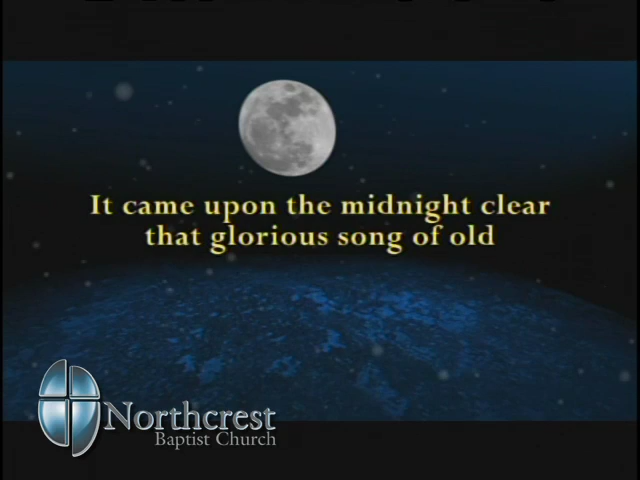 It came upon the midnight clear
that glorious song of old
Northcrest
Baptist Church